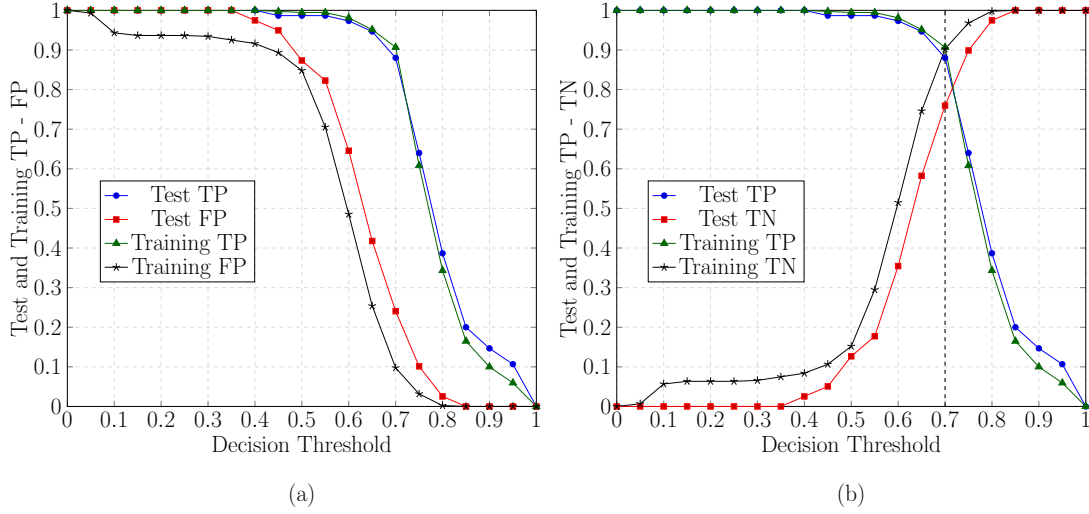 Test and Training TP - FP
1
0.9
0.8
0.7
0.6
0.5
0.4
0.3
0.2
0.1
0
Test TP
Test FP
Training TP
Training FP
0 0.1 0.2 0.3 0.4 0.5 0.6 0.7 0.8 0.9 1
Decision Threshold
(a)
Test and Training TP - TN
1
0.9
0.8
0.7
0.6
0.5
0.4
0.3
0.2
0.1
0
Test TP
Test TN
Training TP
Training TN
0 0.1 0.2 0.3 0.4 0.5 0.6 0.7 0.8 0.9 1
Decision Threshold
(b)